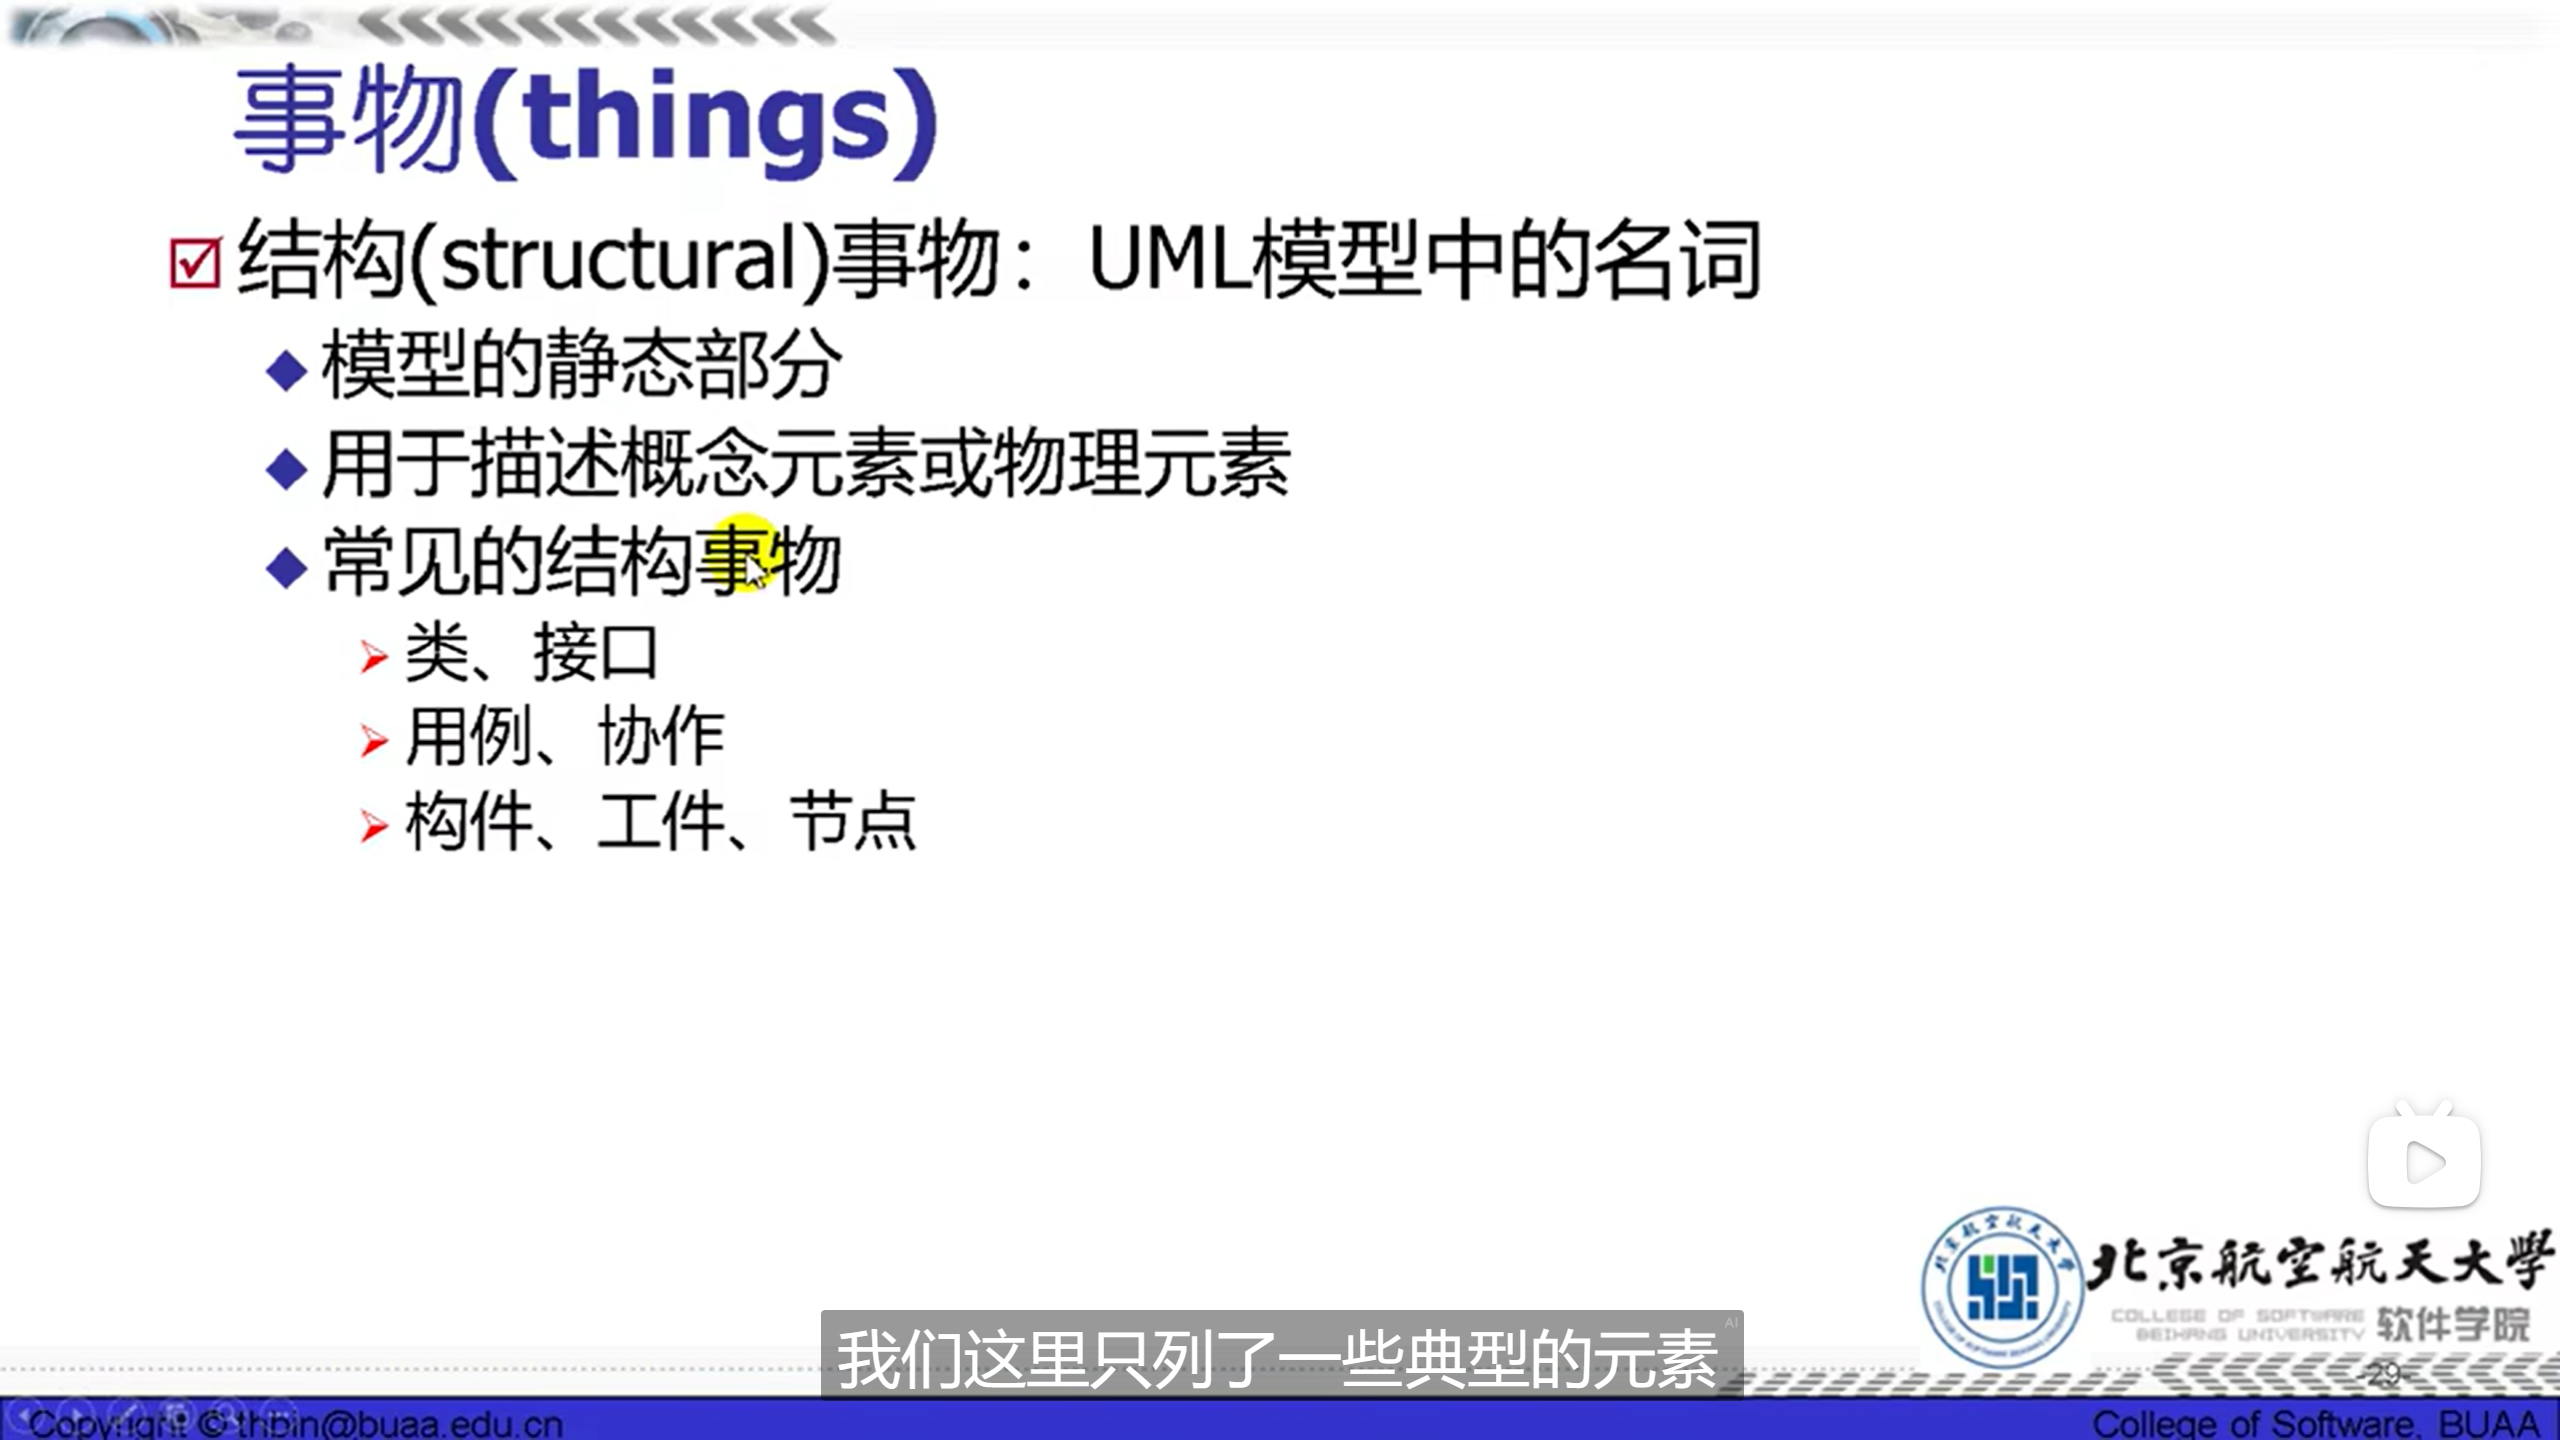 事物(things)
结构(structural)事物：UML模型中的名词
模型的静态部分
用于描述概念元素或物理元素
常见的结构事物
类、接口
用例、协作
构件、工件、节点
北京航空航天大學
COLLEGE OF SOFTWARE
BEIHANG UNIVERSITY 软件学院
AI
我们这里只列了一些典型的元素
-29-
Copyright © thbin@buaa.edu.cn
College of Software, BUAA